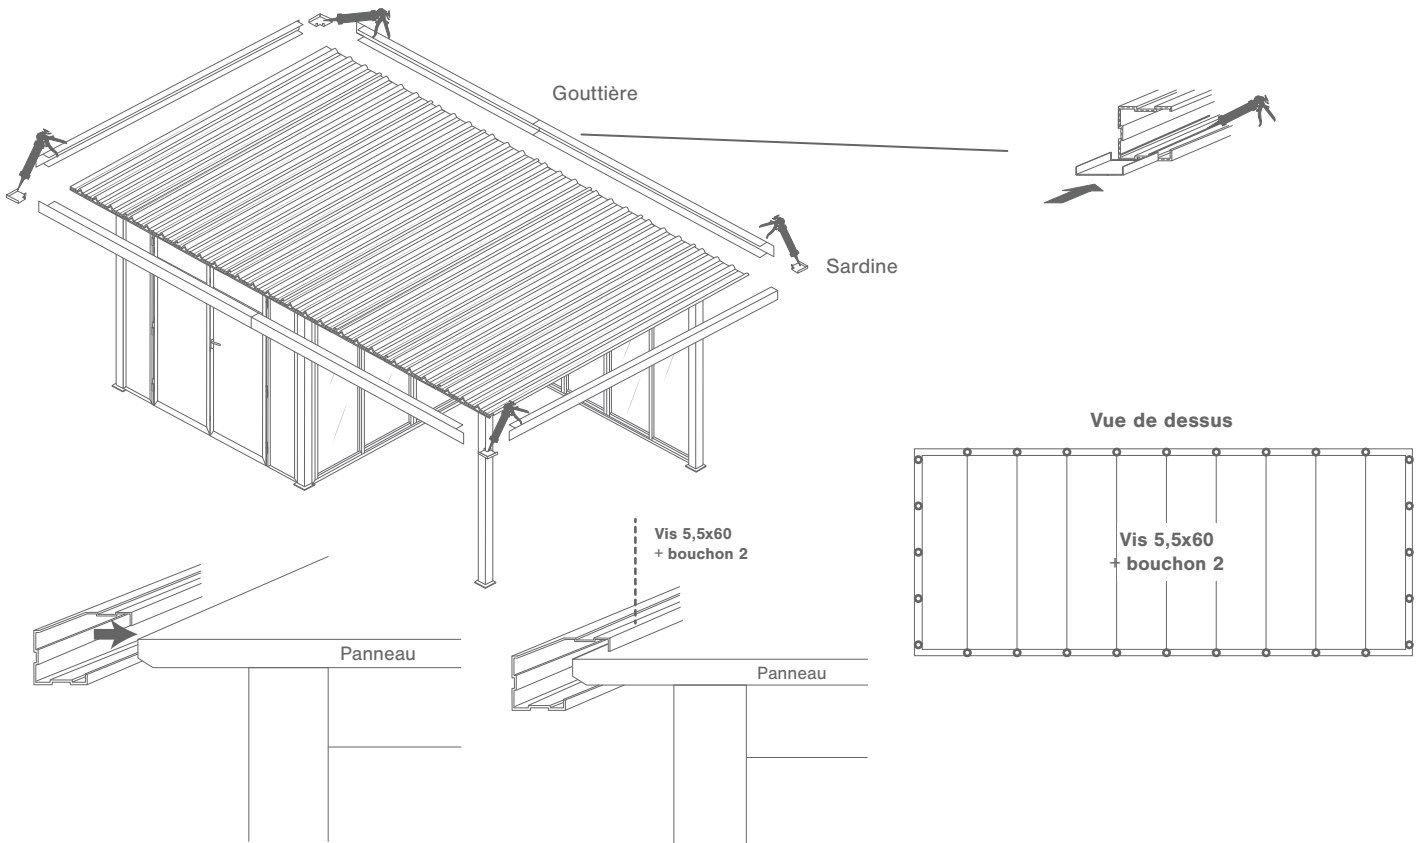 Gouttière
Sardine
Vue de dessus
Vis 5,5x60
+ bouchon 2
Vis 5,5x60
+ bouchon 2
Panneau
Panneau